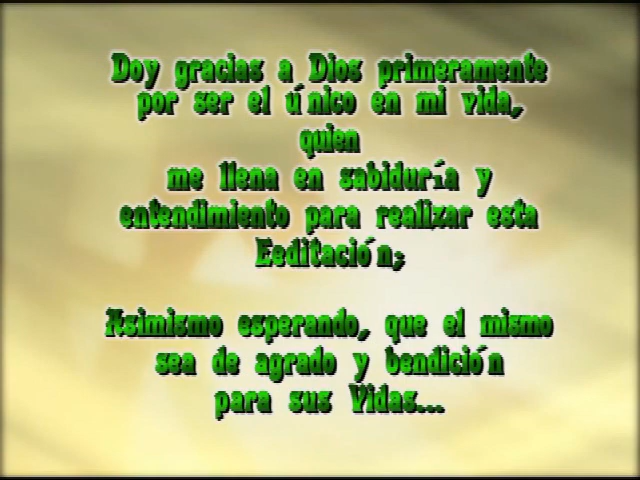 Doy gracias a Dios primeramente
por ser el único en mi vida,
quien
me llena en sabiduría y
entendimiento para realizar esta
Eeditación;
Asimismo esperando, que el mismo
sea de agrado y bendición
para sus Vidas...